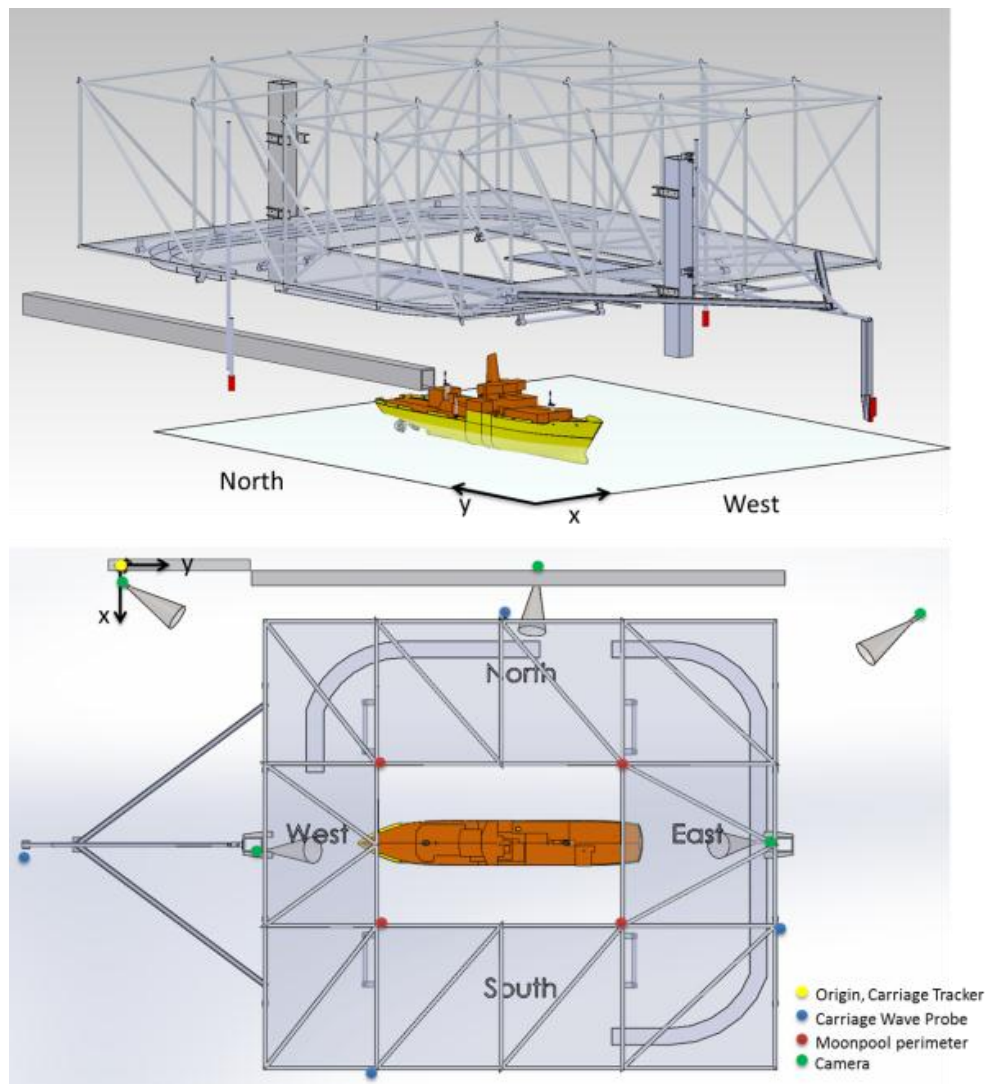 North
y
x
West
y
x
North
West
East
South
Origin, Carriage Tracker
Carriage Wave Probe
Moonpool perimeter
Camera